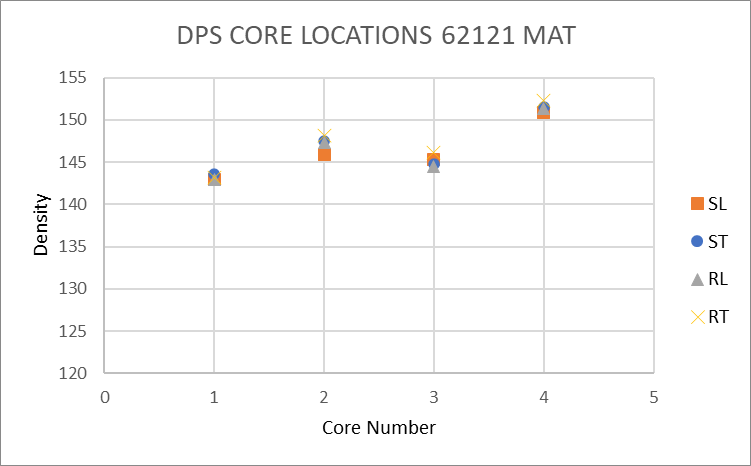 DPS CORE LOCATIONS 62121 MAT
155
150
145
140
135
130
125
120
Density
0 1 2 3 4 5
Core Number
SL
ST
RL
RT